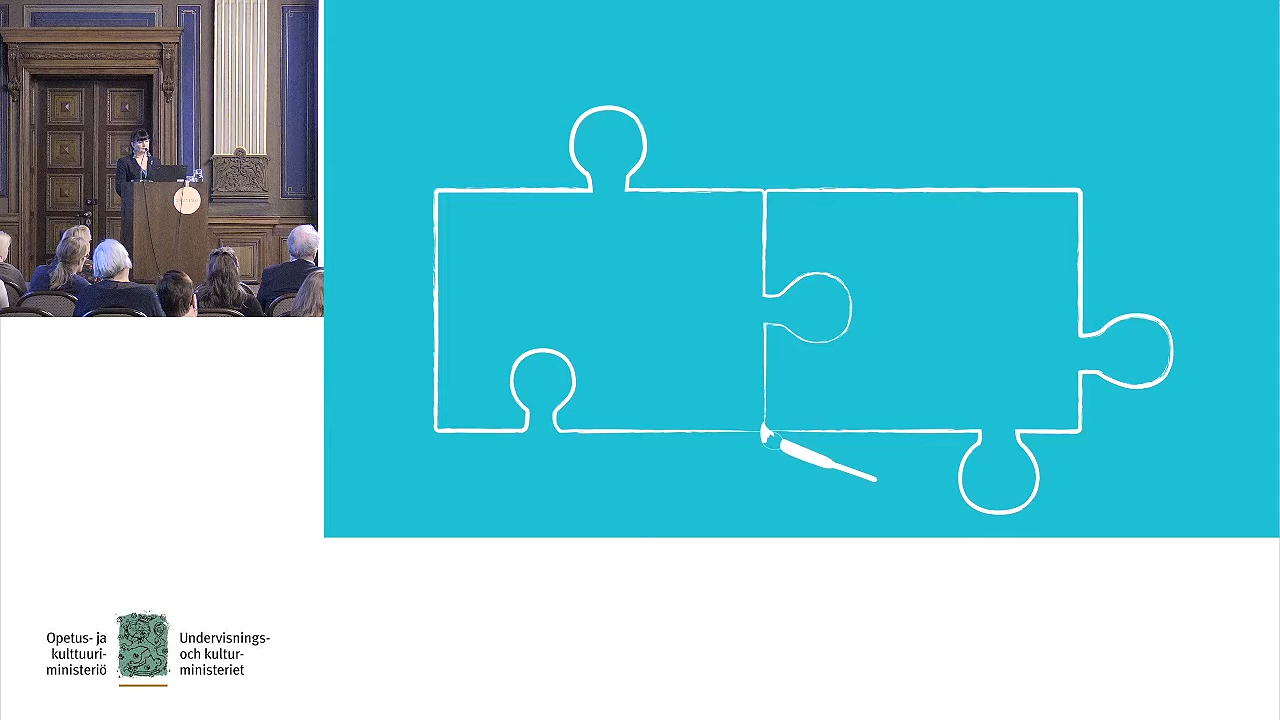 Opetus- ja
kulttuuri-
ministeriö
Undervisnings-
och kultur-
ministeriet